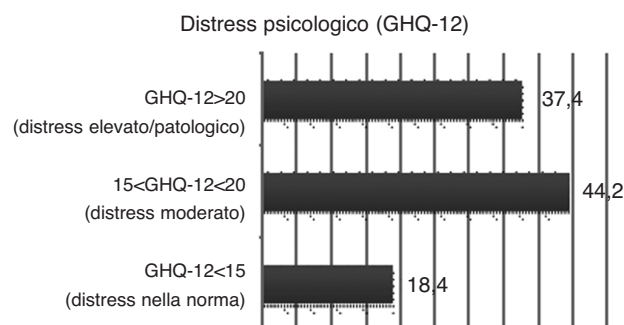 Distress psicologico (GHQ-12)
GHQ-12>20
(distress elevato/patologico)
37,4
15<GHQ-12<20
(distress moderato)
44,2
GHQ-12<15
(distress nella norma)
18,4